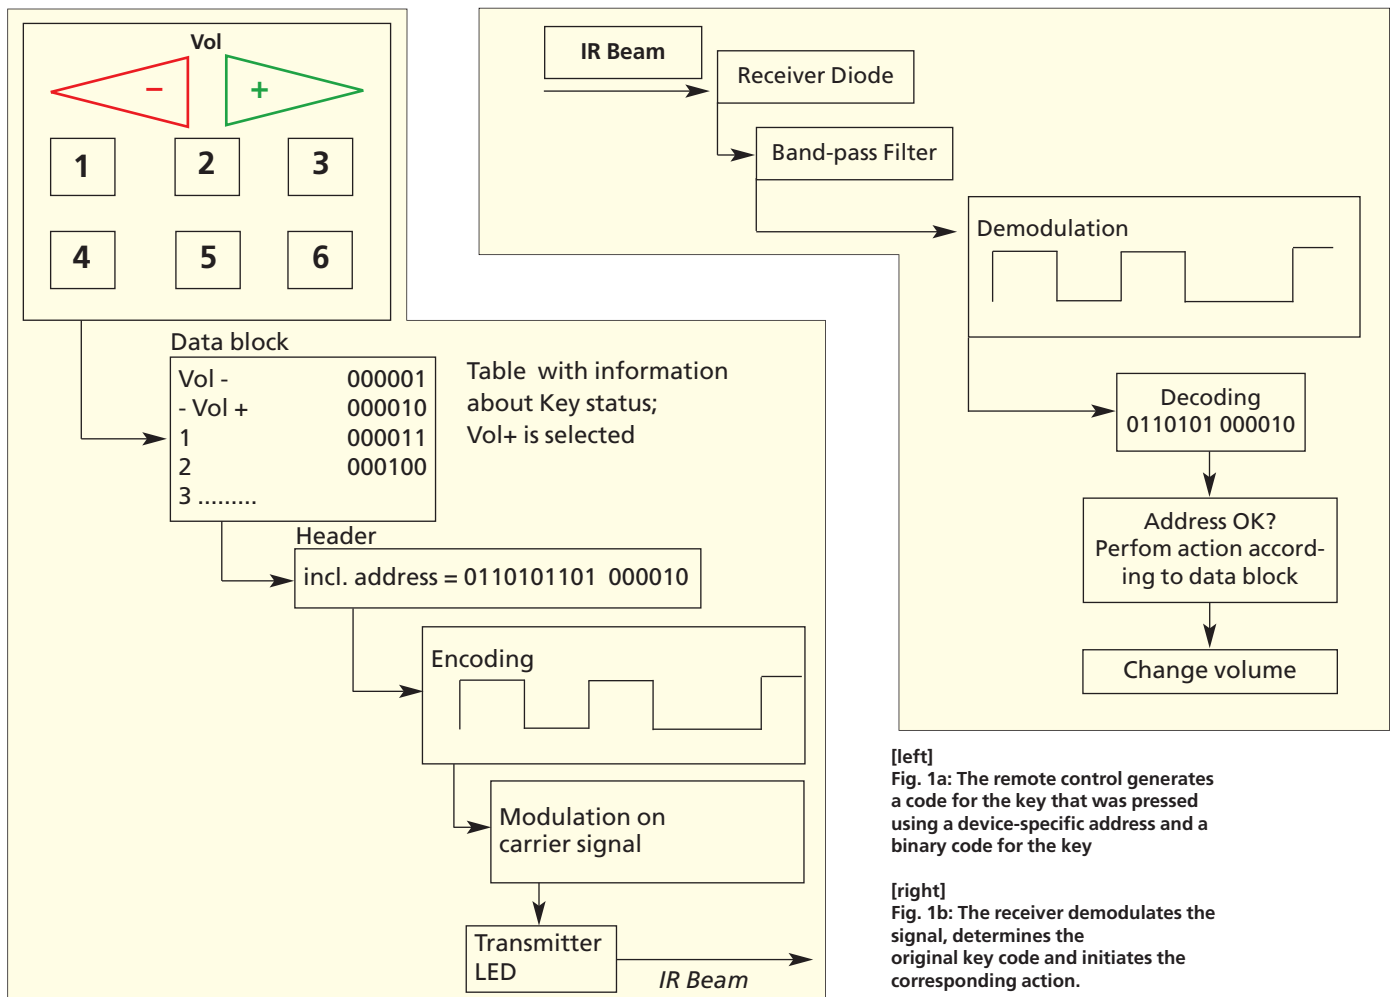 Vol
− +
1 2 3
4 5 6
Data block
Vol - 000001
- Vol + 000010
1 000011
2 000100
3 .........
Table with information
about Key status;
Vol+ is selected
Header
incl. address = 0110101101 000010
Encoding
Modulation on
carrier signal
Transmitter
LED
IR Beam
IR Beam
Receiver Diode
Band-pass Filter
Demodulation
Decoding
0110101 000010
Address OK?
Perfom action accord-
ing to data block
Change volume
[left]
Fig. 1a: The remote control generates
a code for the key that was pressed
using a device-specific address and a
binary code for the key
[right]
Fig. 1b: The receiver demodulates the
signal, determines the
original key code and initiates the
corresponding action.